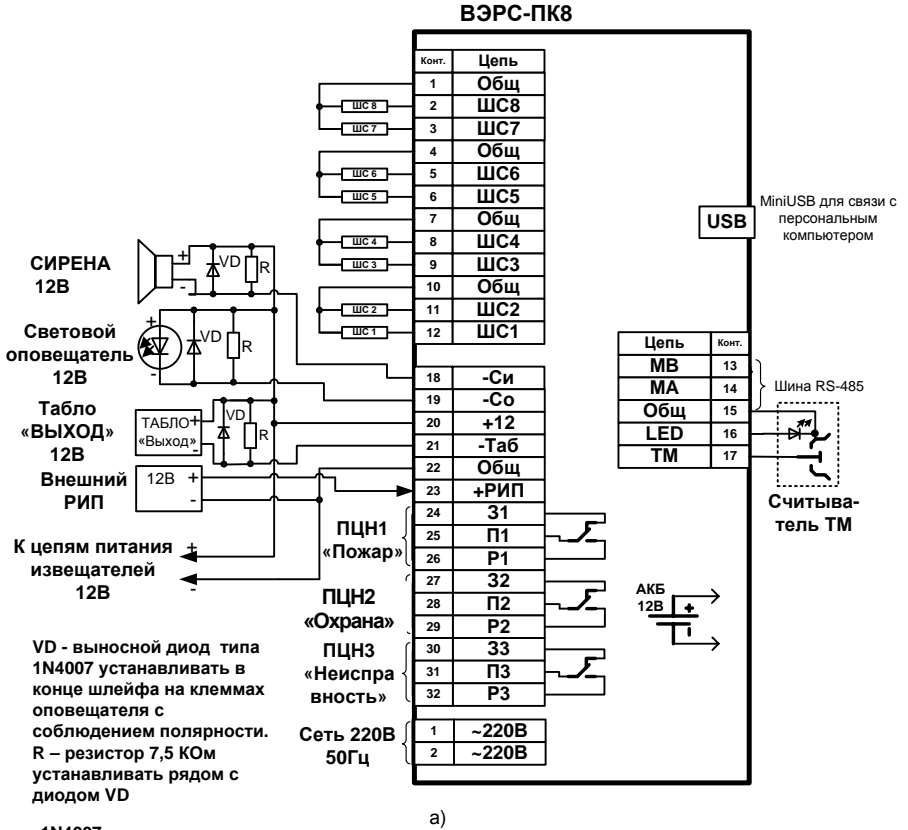 ВЭРС-ПК8
Конт. Цепь
1 Общ
ШС 8 2 ШС8
ШС 7 3 ШС7
4 Общ
ШС 6 5 ШС6
ШС 5 6 ШС5
7 Общ
ШС 4 8 ШС4
ШС 3 9 ШС3
10 Общ
ШС 2 11 ШС2
ШС 1 12 ШС1
USB
MiniUSB для связи с
персональным
компьютером
СИРЕНА
12В
+
-
VD
R
Световой
оповещатель
12В
+
-
VD
R
Табло
«ВЫХОД»
12В
ТАБЛО+
«Выход»-
VD
R
Внешний
РИП
12В +
-
К цепям питания
извещателей
12В
+
-
18 -Си
19 -Со
20 +12
21 -Таб
22 Общ
23 +РИП
24 З1
25 П1
26 Р1
27 З2
28 П2
29 Р2
30 З3
31 П3
32 Р3
ПЦН1
«Пожар»
ПЦН2
«Охрана»
ПЦН3
«Неиспра
вность»
Сеть 220В
50Гц
1 ~220В
2 ~220В
Цепь Конт.
МВ 13
МА 14
Общ 15
LED 16
ТМ 17
Шина RS-485
Считыва-
тель ТМ
АКБ
12В
+
-
VD - выносной диод типа
1N4007 устанавливать в
конце шлейфа на клеммах
оповещателя с
соблюдением полярности.
R – резистор 7,5 КОм
устанавливать рядом с
диодом VD
а)